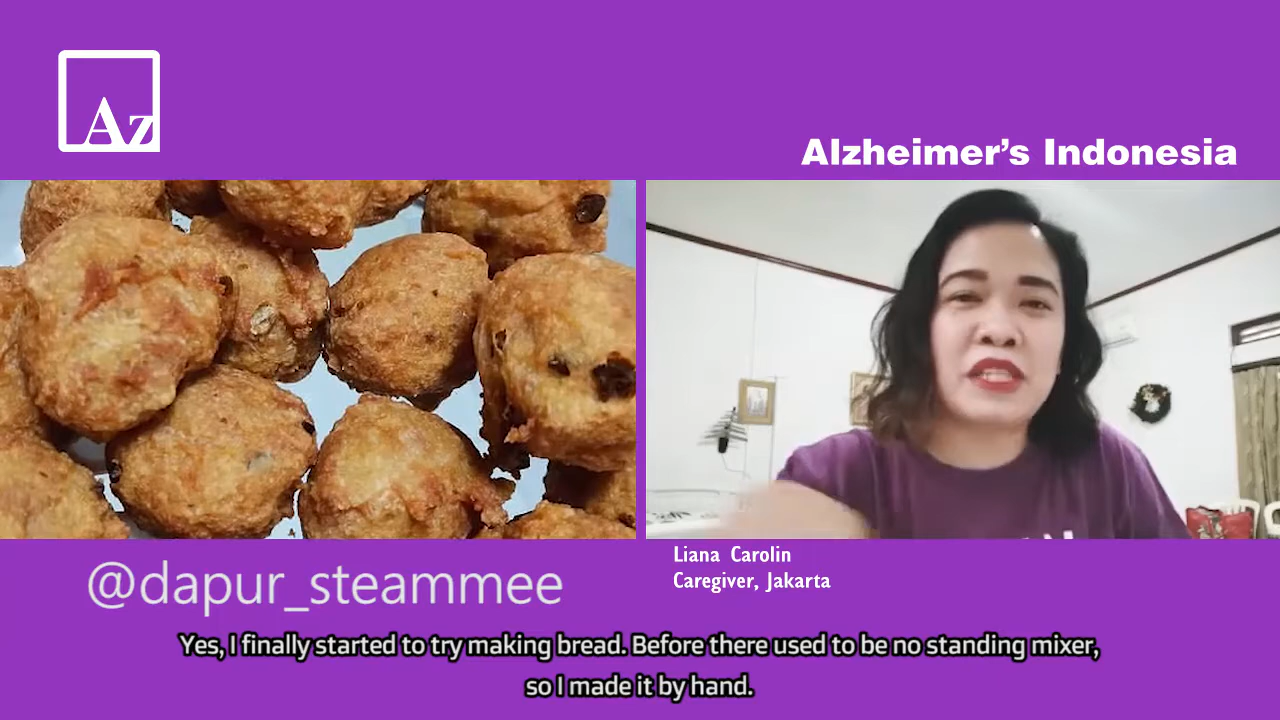 Az
Alzheimer's Indonesia
@dapur_steammee
Liana Carolin
Caregiver, Jakarta
Yes, I finally started to try making bread. Before there used to be no standing mixer,
so I made it by hand.